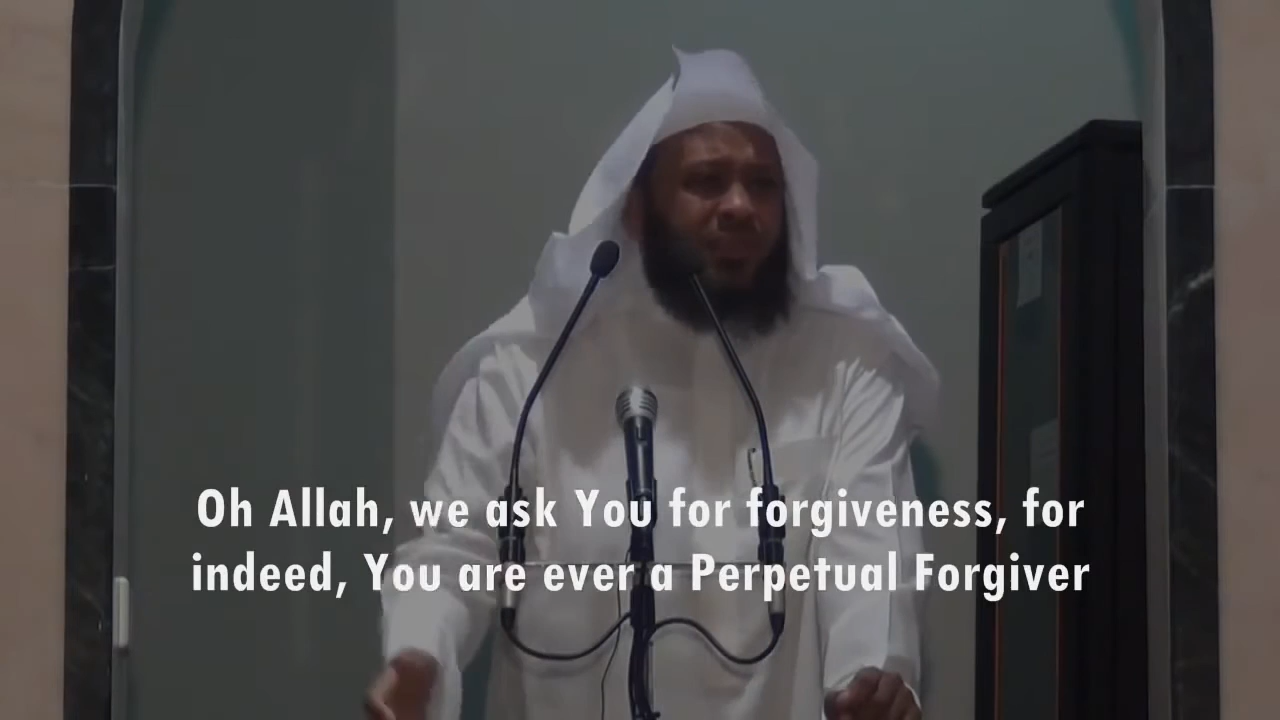 Oh Allah, we ask You for forgiveness, for
indeed, You are ever a Perpetual Forgiver